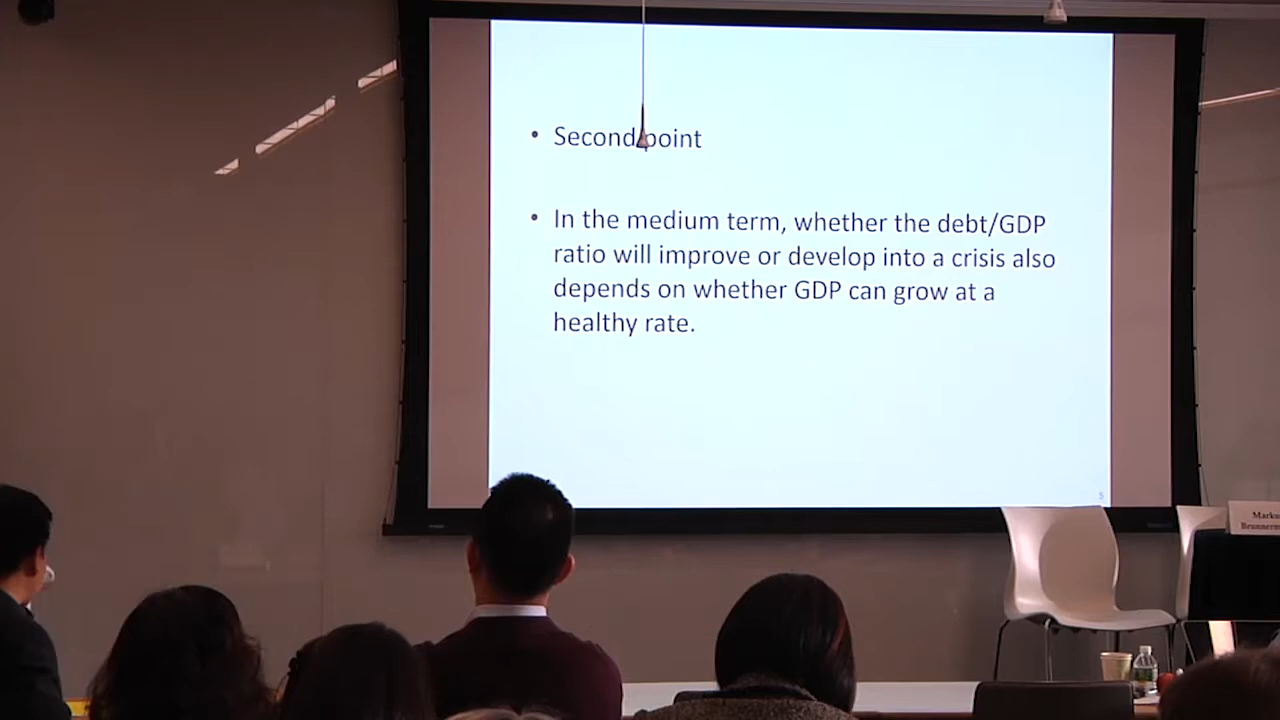 • Second point
• In the medium term, whether the debt/GDP
ratio will improve or develop into a crisis also
depends on whether GDP can grow at a
healthy rate.
5